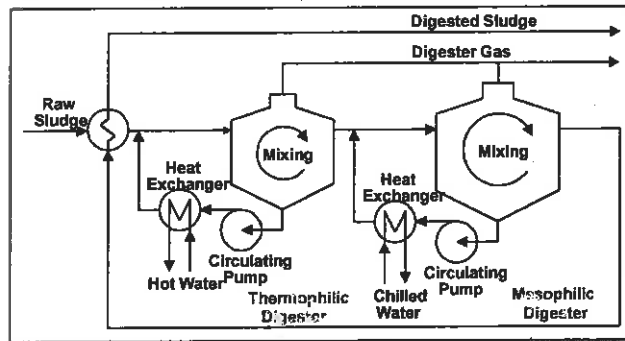 Digested Sludge
Digester Gas
Raw
Sludge
Mixing
Mixing
Heat
Exchanger
Heat
Exchanger
Circulating
Pump
Circulating
Pump
Hot Water
Thermophilic
Digester
Chilled
Water
Mesophilic
Digester